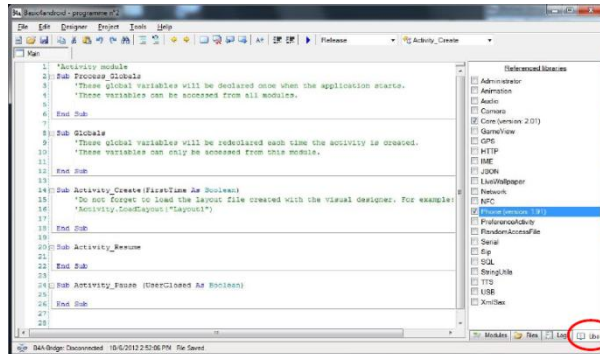 Basic4android - programme n°2
File Edit Designer Project Tools Help
Release
Activity_Create
Main
1 'Activity module
2 Sub Process_Globals
3 'These global variables will be declared once when the application starts.
4 'These variables can be accessed from all modules.
5
6 End Sub
7
8 Sub Globals
9 'These global variables will be redeclared each time the activity is created.
10 'These variables can only be accessed from this module.
11
12 End Sub
13
14 Sub Activity_Create(FirstTime As Boolean)
15 'Do not forget to load the layout file created with the visual designer. For example:
16 'Activity.LoadLayout("Layout1")
17
18 End Sub
19
20 Sub Activity_Resume
21
22 End Sub
23
24 Sub Activity_Pause (UserClosed As Boolean)
25
26 End Sub
27
28
Referenced libraries
Administrator
Animation
Audio
Camera
Core (version: 2.01)
GameView
GPS
HTTP
IME
JSON
LiveWallpaper
Network
NFC
Phone (version: 1.91)
PreferenceActivity
RandomAccessFile
Serial
Sip
SQL
StringUtils
TTS
USB
XmlSax
Modules Files Log Libs
B4A-Bridge: Disconnected 10/6/2012 2:52:06 PM File Saved.